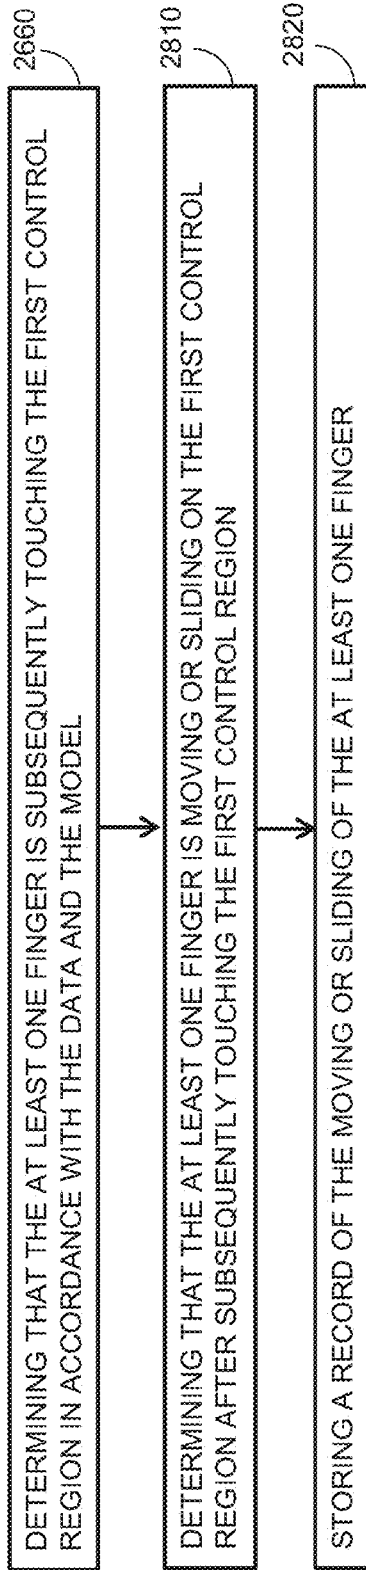 DETERMINING THAT THE AT LEAST ONE FINGER IS SUBSEQUENTLY TOUCHING THE FIRST CONTROL
REGION IN ACCORDANCE WITH THE DATA AND THE MODEL
2660
DETERMINING THAT THE AT LEAST ONE FINGER IS MOVING OR SLIDING ON THE FIRST CONTROL
REGION AFTER SUBSEQUENTLY TOUCHING THE FIRST CONTROL REGION
2810
STORING A RECORD OF THE MOVING OR SLIDING OF THE AT LEAST ONE FINGER
2820